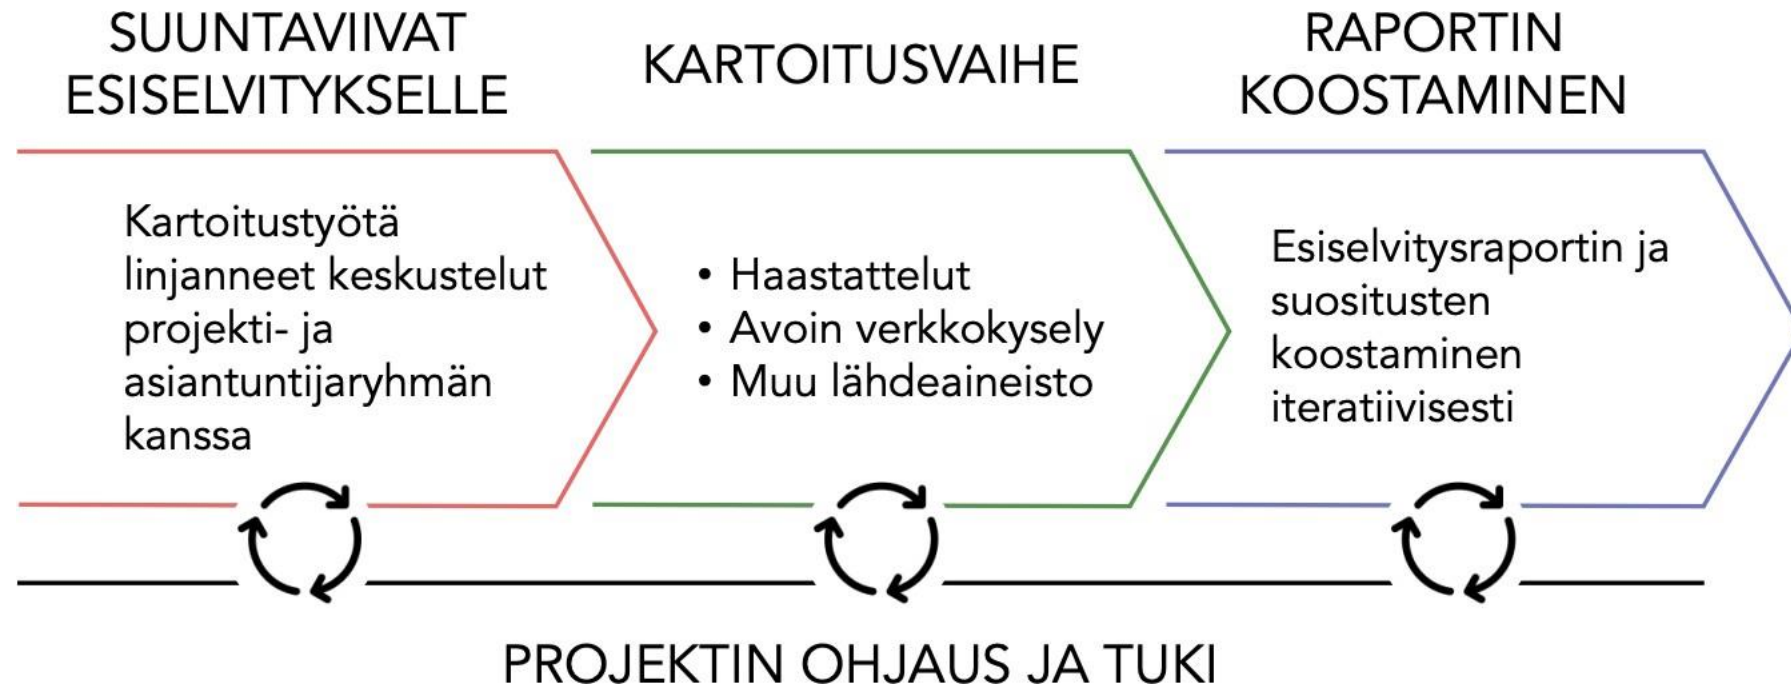 SUUNTAVIIVAT
ESISELVITYKSELLE
Kartoitustyötä
linjanneet keskustelut
projekti- ja
asiantuntijaryhmän
kanssa
KARTOITUSVAIHE
• Haastattelut
• Avoin verkkokysely
• Muu lähdeaineisto
RAPORTIN
KOOSTAMINEN
Esiselvitysraportin ja
suositusten
koostaminen
iteratiivisesti
PROJEKTIN OHJAUS JA TUKI